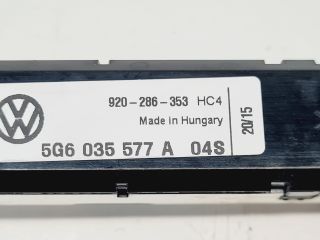 920-286-353 HC4
Made in Hungary
20/15
5G6 035 577 A 04S